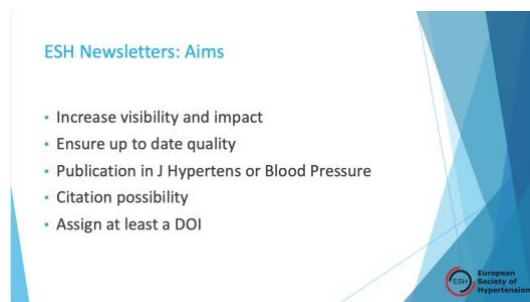 ESH Newsletters: Aims
• Increase visibility and impact
• Ensure up to date quality
• Publication in J Hypertens or Blood Pressure
• Citation possibility
• Assign at least a DOI
ESH
European
Society of
Hypertension